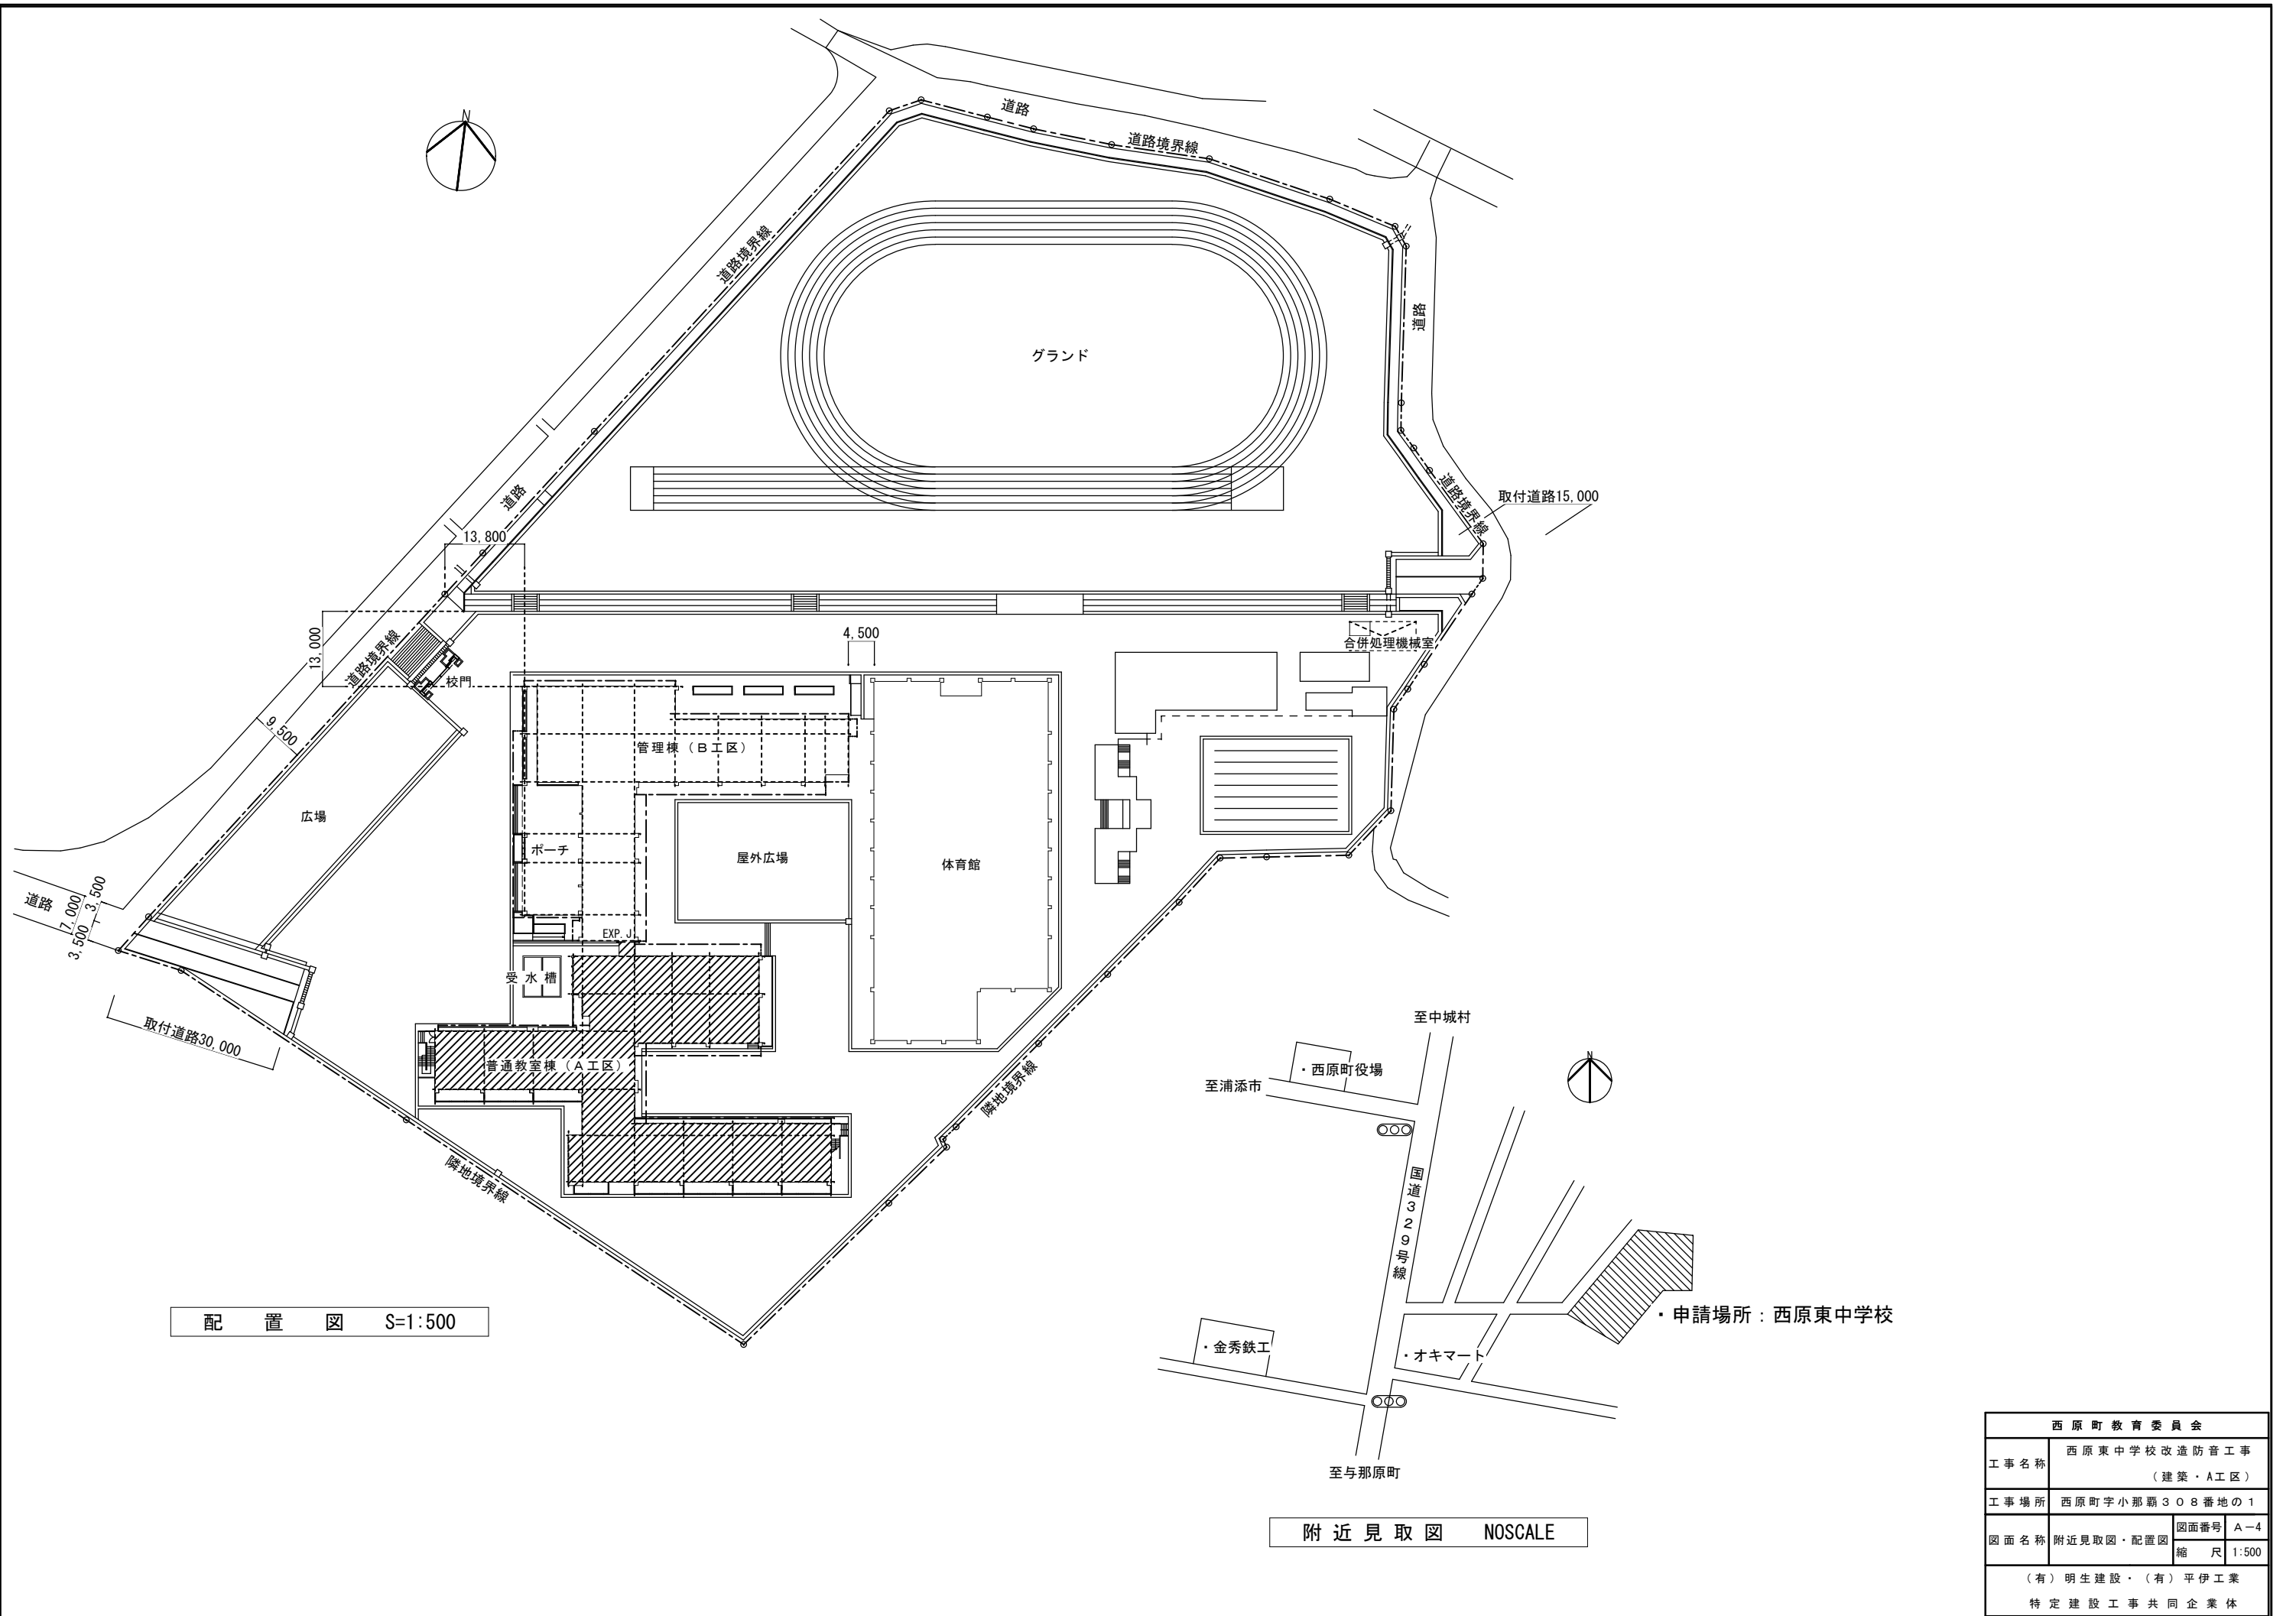 N
道路
道路境界線
道路境界線
道路
グランド
道路境界線
取付道路15,000
道路
13,800
13,000
道路境界線
校門
4,500
合併処理機械室
9,500
管理棟（B工区）
広場
ポーチ
屋外広場
体育館
道路
7,000
3,500
3,500
EXP.J
受水槽
取付道路30,000
普通教室棟（A工区）
隣地境界線
隣地境界線
配置図 S=1:500
至中城村
N
・西原町役場
至浦添市
国道329号線
・申請場所：西原東中学校
・金秀鉄工
・オキマート
至与那原町
附近見取図 NOSCALE
西原町教育委員会
工事名称 西原東中学校改造防音工事
（建築・A工区）
工事場所 西原町字小那覇308番地の1
図面名称 附近見取図・配置図 図面番号 A-4
縮尺 1:500
（有）明生建設・（有）平伊工業
特定建設工事共同企業体